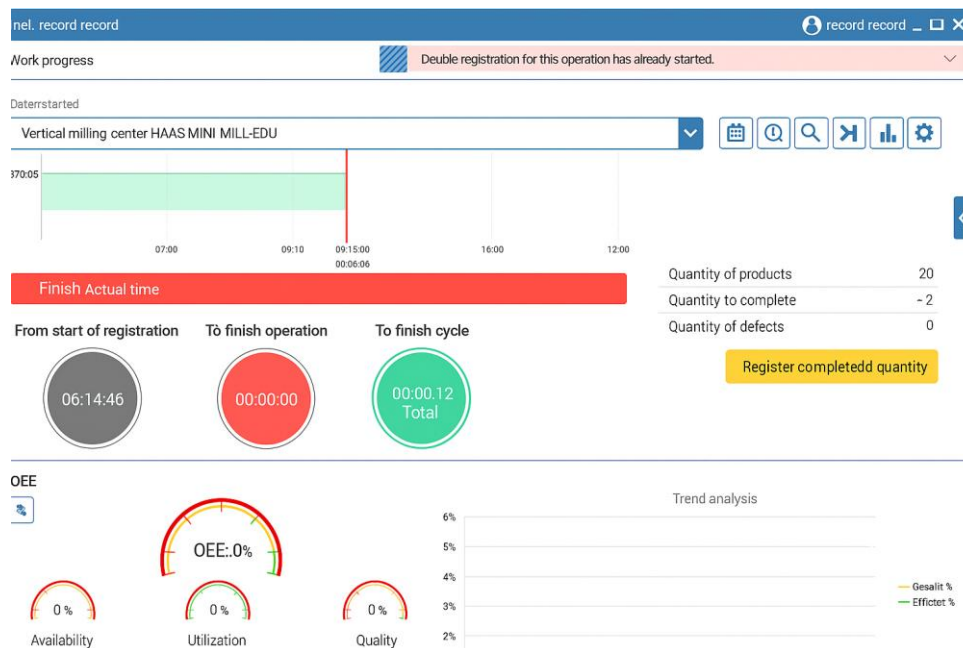 nel. record record
record record
Work progress
Deuble registration for this operation has already started.
Daterrstarted
Vertical milling center HAAS MINI MILL-EDU
370:05
07:00
09:10
09:15:00
16:00
12:00
00:06:06
Finish Actual time
Quantity of products 20
Quantity to complete - 2
Quantity of defects 0
Register completedd quantity
From start of registration
Tò finish operation
To finish cycle
06:14:46
00:00:00
00:00.12
Total
OEE
OEE:.0%
0 %
0 %
0 %
Availability
Utilization
Quality
Trend analysis
6%
5%
4%
3%
2%
Gesalit %
Effictet %